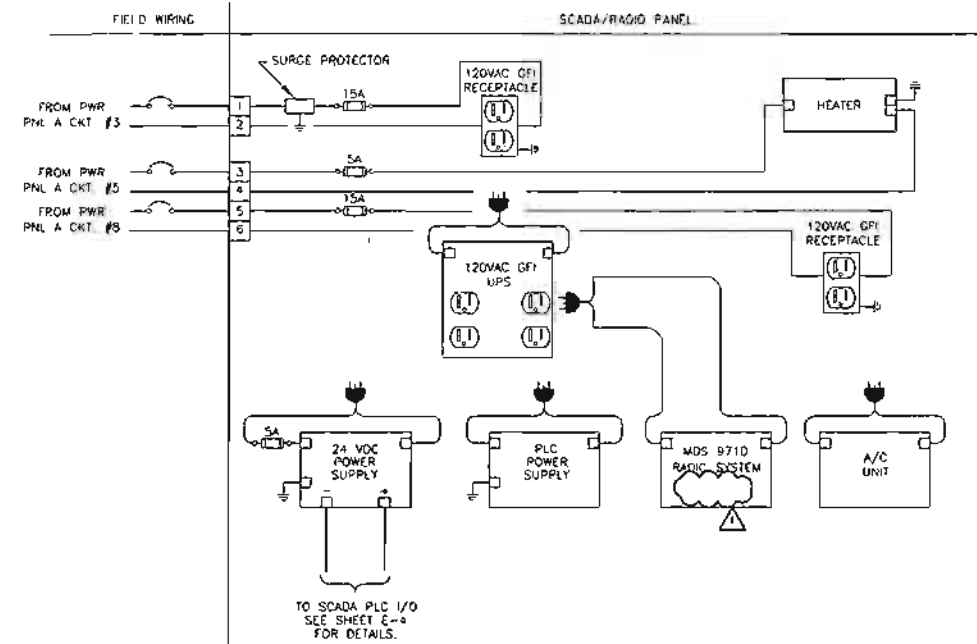 FIELD WIRING
SCADA/RADIO PANEL
SURGE PROTECTOR
15A
120VAC GFI
RECEPTACLE
HEATER
FROM PWR
PNL A CKT #3
1
2
5A
FROM PWR
PNL A CKT #5
3
4
15A
FROM PWR
PNL A CKT #8
5
6
120VAC GFI
RECEPTACLE
120VAC GFI
UPS
5A
24 VDC
POWER
SUPPLY
- +
PLC
POWER
SUPPLY
MDS 9710
RADIO SYSTEM
1
A/C
UNIT
TO SCADA PLC I/O
SEE SHEET E-4
FOR DETAILS.